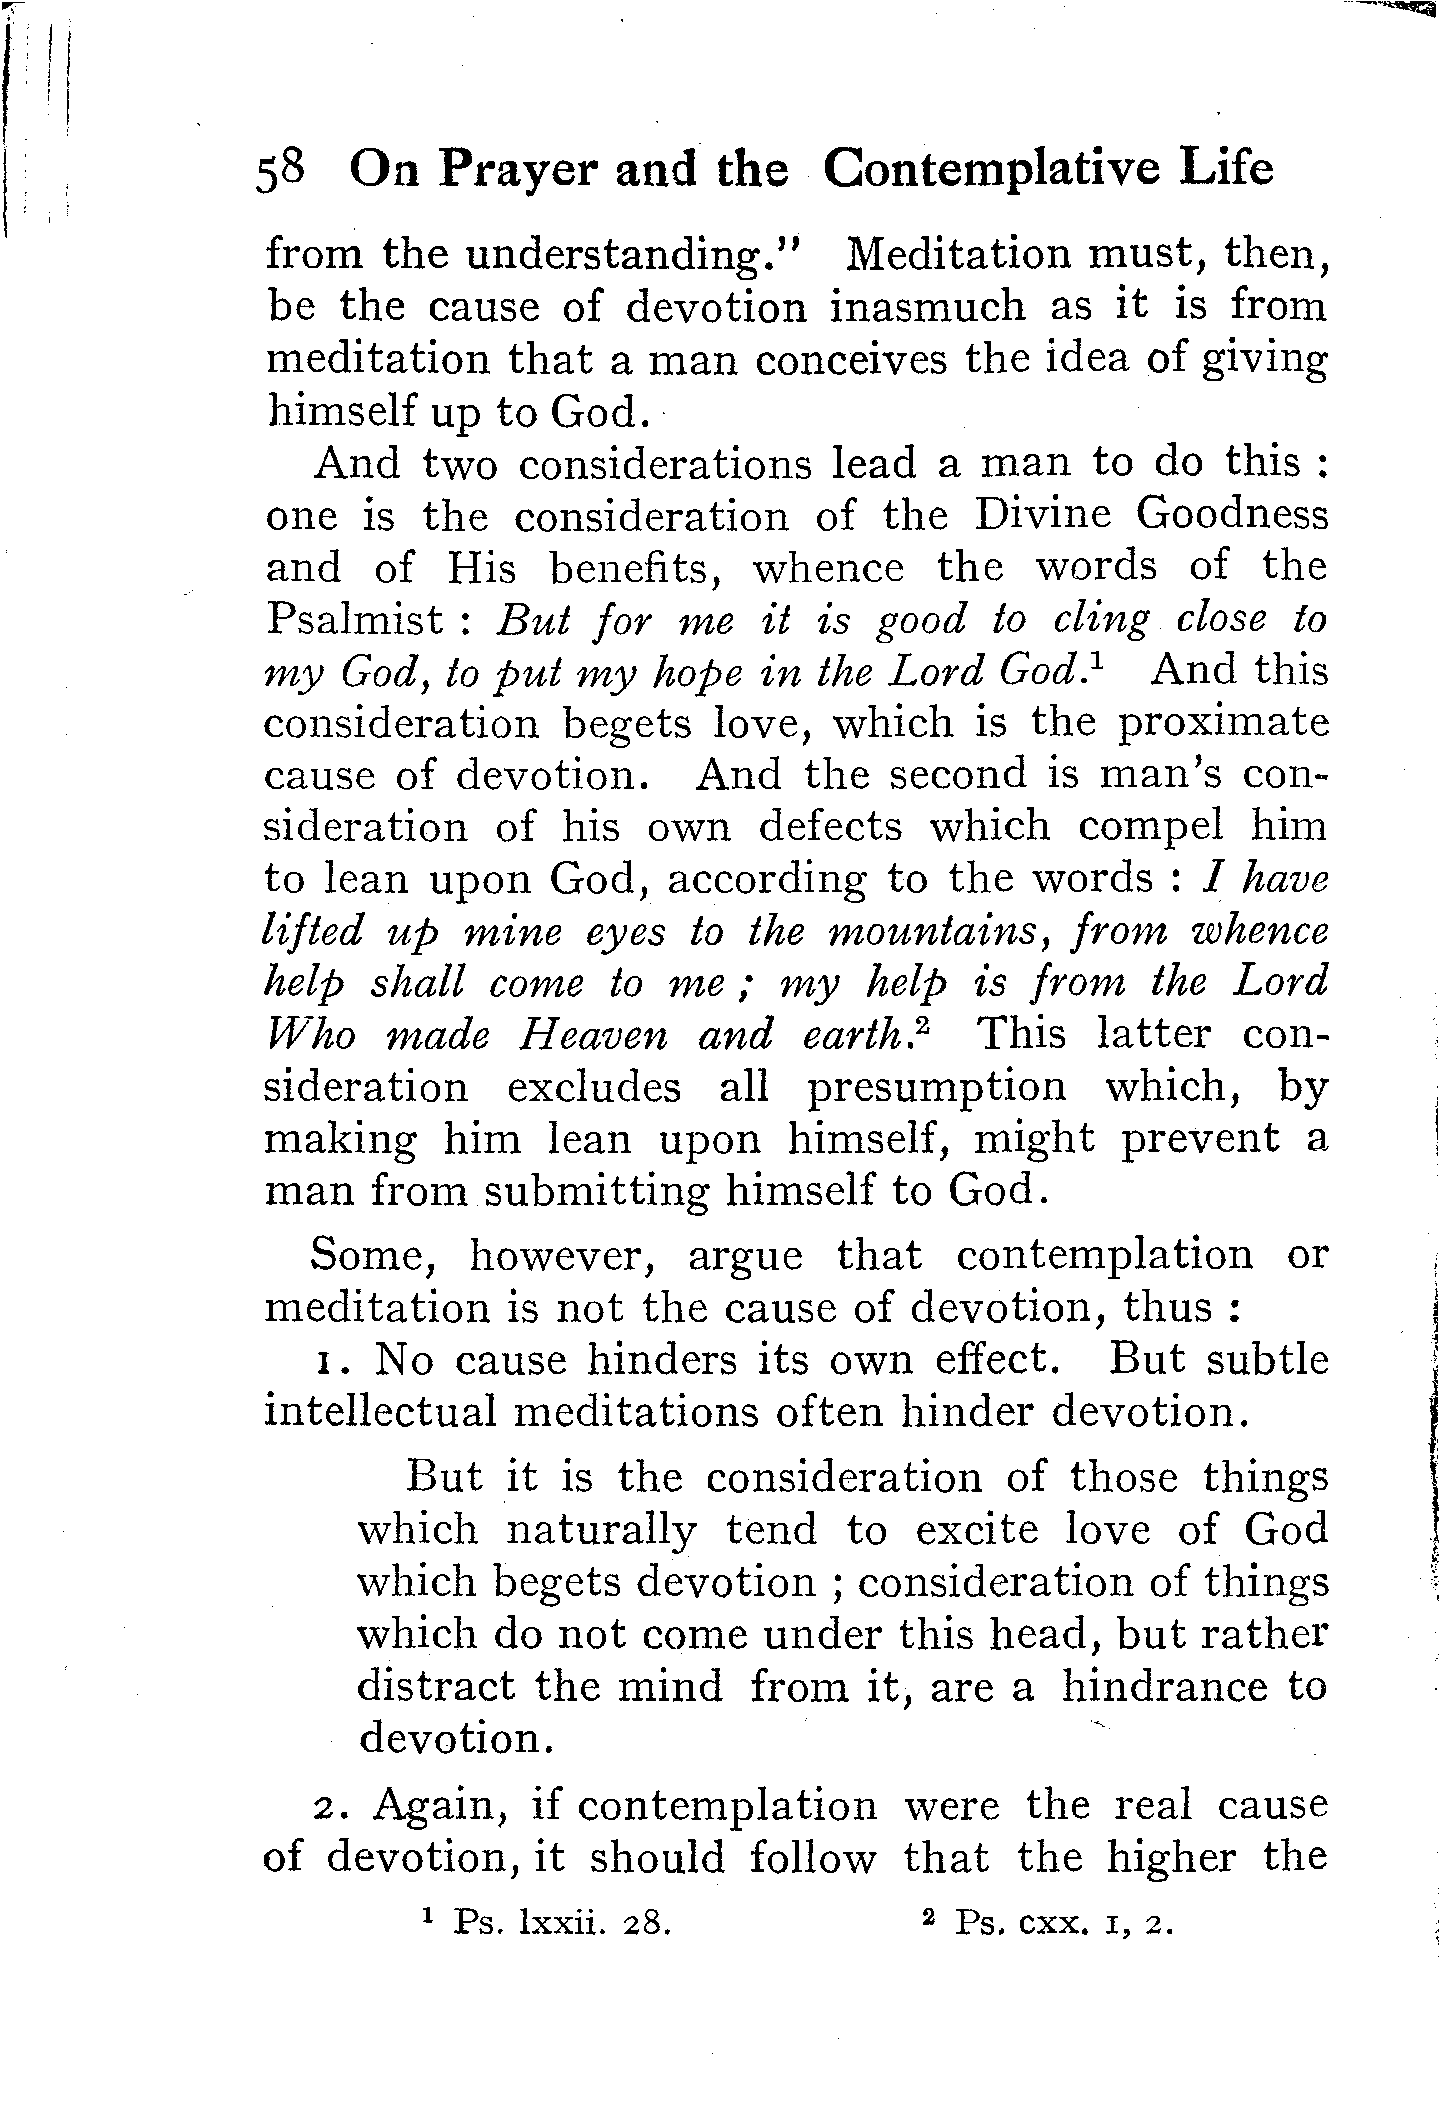 58 On Prayer and the Contemplative Life
from the understanding." Meditation must, then,
be the cause of devotion inasmuch as it is from
meditation that a man conceives the idea of giving
himself up to God.
And two considerations lead a man to do this :
one is the consideration of the Divine Goodness
and of His benefits, whence the words of the
Psalmist : But for me it is good to cling close to
my God, to put my hope in the Lord God.¹ And this
consideration begets love, which is the proximate
cause of devotion. And the second is man's con-
sideration of his own defects which compel him
to lean upon God, according to the words : I have
lifted up mine eyes to the mountains, from whence
help shall come to me ; my help is from the Lord
Who made Heaven and earth.² This latter con-
sideration excludes all presumption which, by
making him lean upon himself, might prevent a
man from submitting himself to God.
Some, however, argue that contemplation or
meditation is not the cause of devotion, thus :
1. No cause hinders its own effect. But subtle
intellectual meditations often hinder devotion.
But it is the consideration of those things
which naturally tend to excite love of God
which begets devotion ; consideration of things
which do not come under this head, but rather
distract the mind from it, are a hindrance to
devotion.
2. Again, if contemplation were the real cause
of devotion, it should follow that the higher the
¹ Ps. lxxii. 28. ² Ps. cxx. 1, 2.